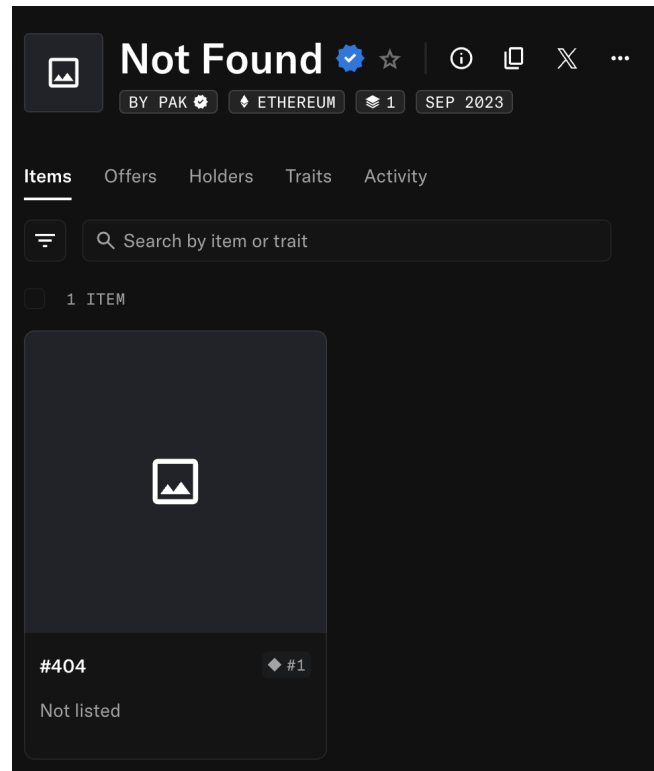 Not Found
BY PAK ETHEREUM 1 SEP 2023
Items Offers Holders Traits Activity
Search by item or trait
1 ITEM
#404 #1
Not listed